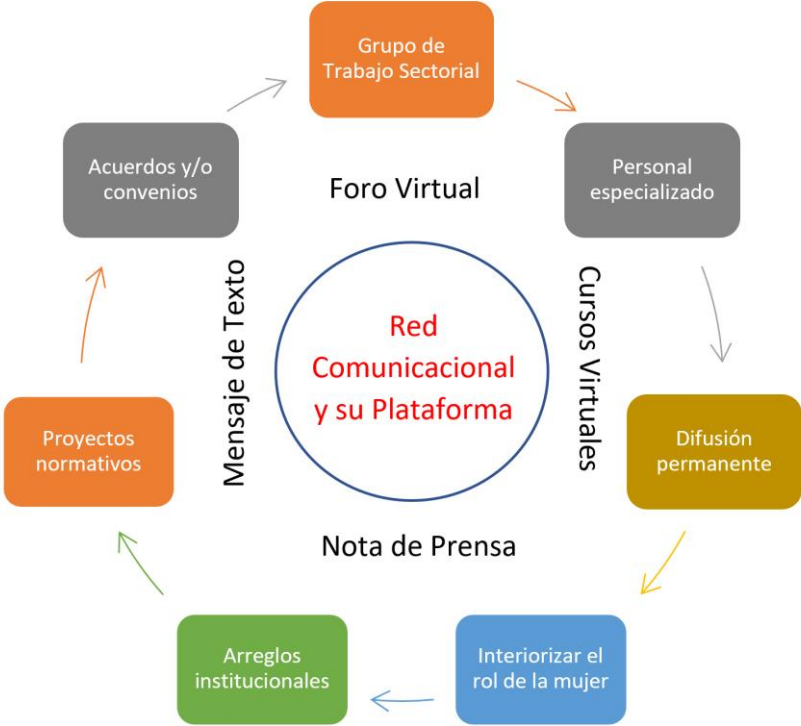 Grupo de
Trabajo Sectorial
Acuerdos y/o
convenios
Personal
especializado
Foro Virtual
Mensaje de Texto
Cursos Virtuales
Red
Comunicacional
y su Plataforma
Proyectos
normativos
Difusión
permanente
Nota de Prensa
Arreglos
institucionales
Interiorizar el
rol de la mujer